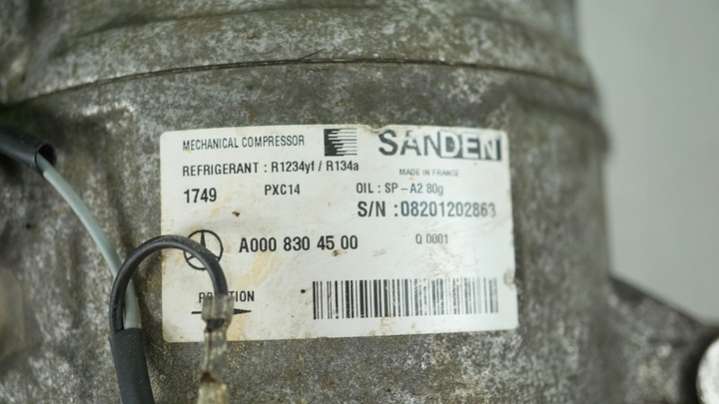 MECHANICAL COMPRESSOR SANDEN
REFRIGERANT : R1234yf / R134a MADE IN FRANCE
1749 PXC14 OIL : SP - A2 80g
S/N :08201202863
A000 830 45 00 Q 0001